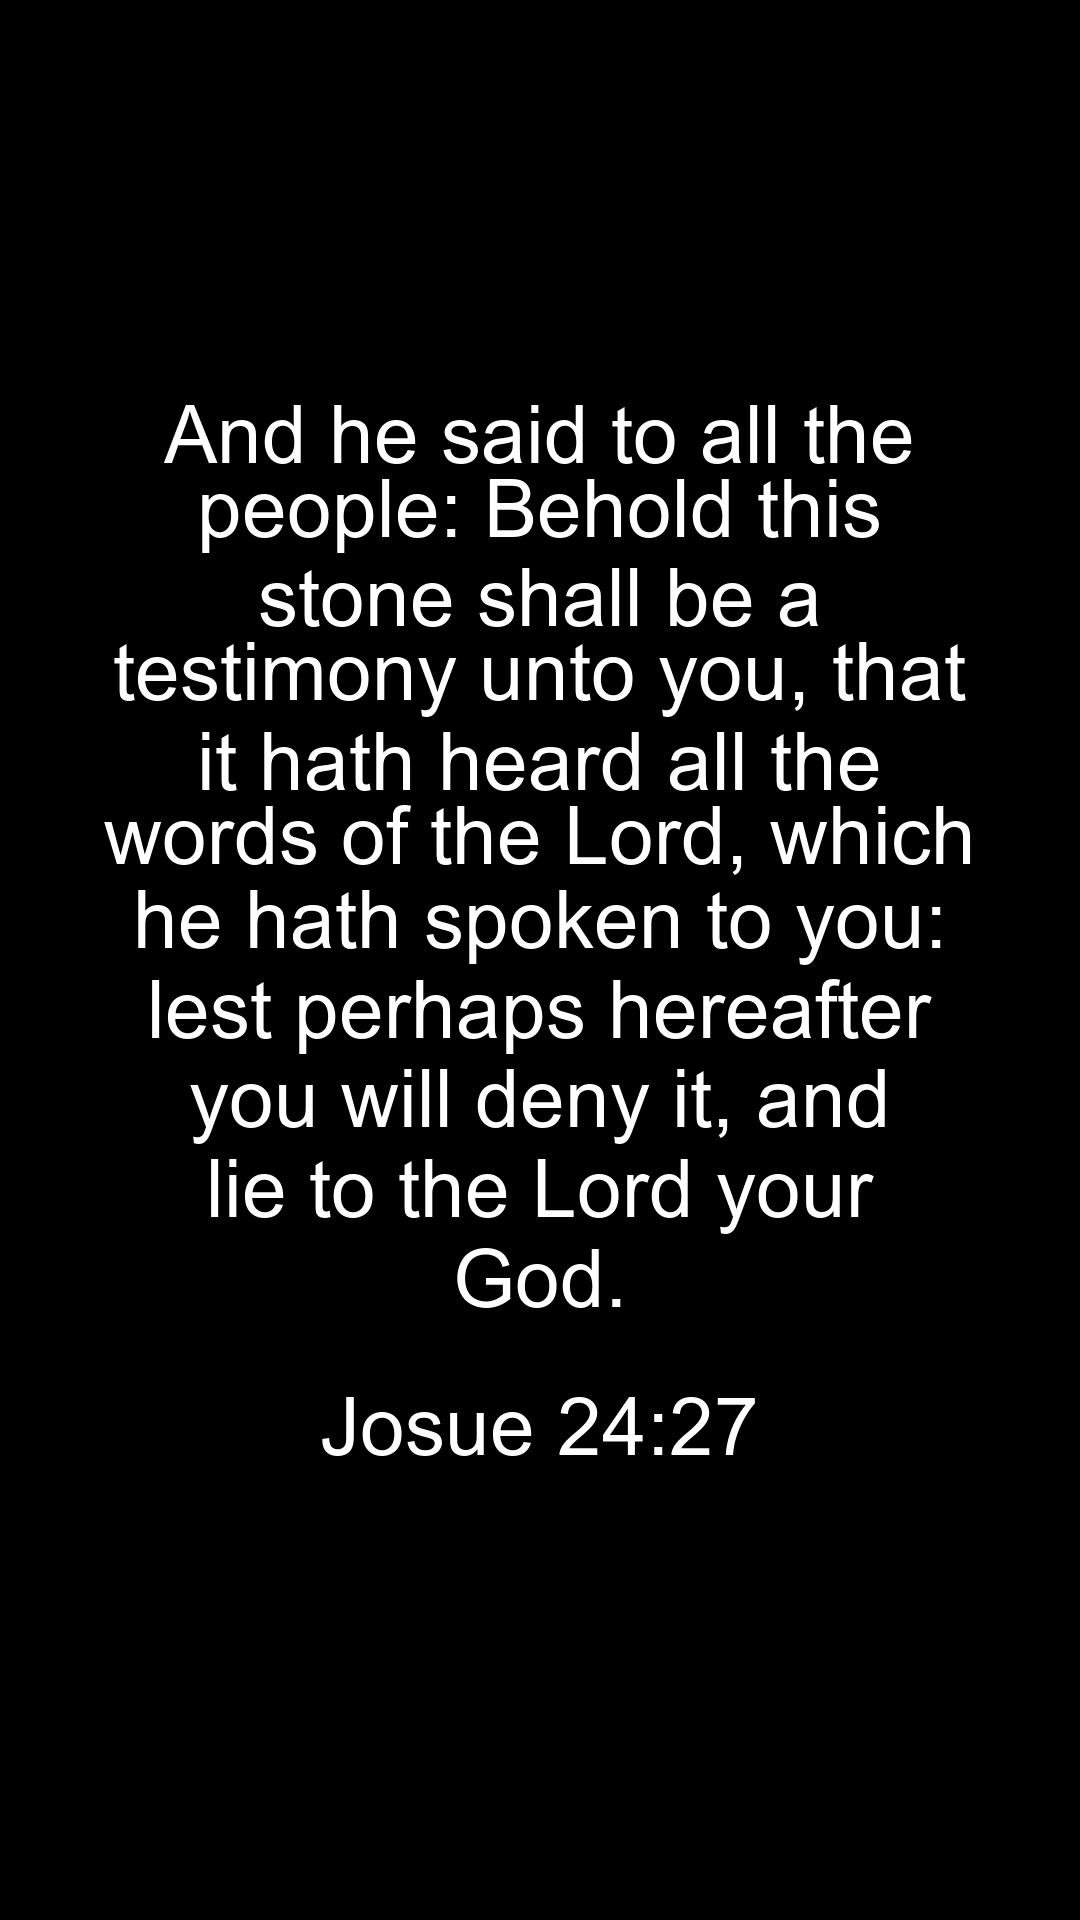 And he said to all the
people: Behold this
stone shall be a
testimony unto you, that
it hath heard all the
words of the Lord, which
he hath spoken to you:
lest perhaps hereafter
you will deny it, and
lie to the Lord your
God.
Josue 24:27